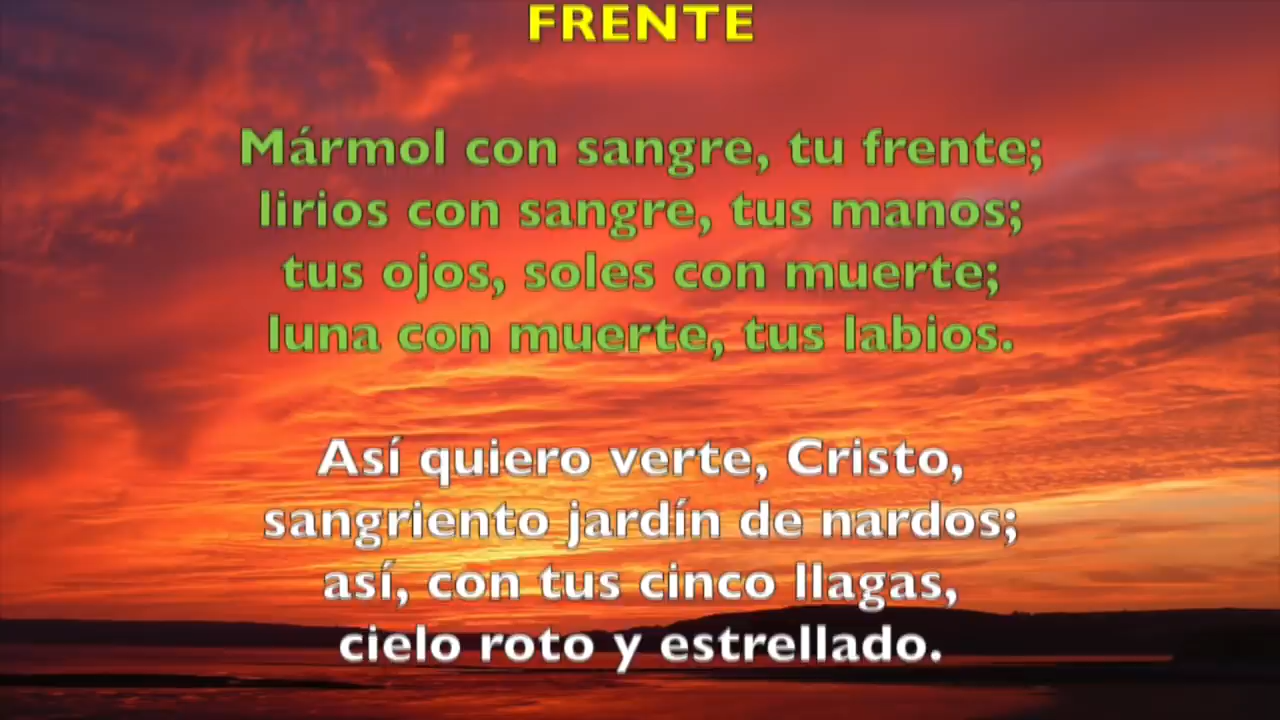 FRENTE
Mármol con sangre, tu frente;
lirios con sangre, tus manos;
tus ojos, soles con muerte;
luna con muerte, tus labios.
Así quiero verte, Cristo,
sangriento jardín de nardos;
así, con tus cinco llagas,
cielo roto y estrellado.